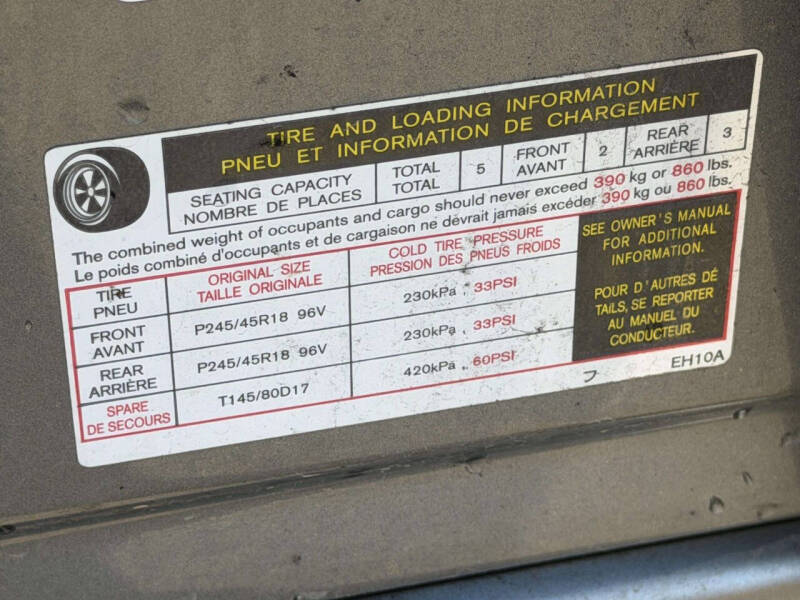 TIRE AND LOADING INFORMATION
PNEU ET INFORMATION DE CHARGEMENT
SEATING CAPACITY
NOMBRE DE PLACES
TOTAL
TOTAL
5
FRONT
AVANT
2
REAR
ARRIÈRE
3
The combined weight of occupants and cargo should never exceed 390 kg or 860 lbs.
Le poids combiné d'occupants et de cargaison ne dévrait jamais excéder 390 kg ou 860 lbs.
TIRE
PNEU
ORIGINAL SIZE
TAILLE ORIGINALE
COLD TIRE PRESSURE
PRESSION DES PNEUS FROIDS
FRONT
AVANT
P245/45R18 96V
230kPa , 33PSI
REAR
ARRIÈRE
P245/45R18 96V
230kPa , 33PSI
SPARE
DE SECOURS
T145/80D17
420kPa , 60PSI
SEE OWNER'S MANUAL
FOR ADDITIONAL
INFORMATION.
POUR D'AUTRES DÉ
TAILS, SE REPORTER
AU MANUEL DU
CONDUCTEUR.
EH10A